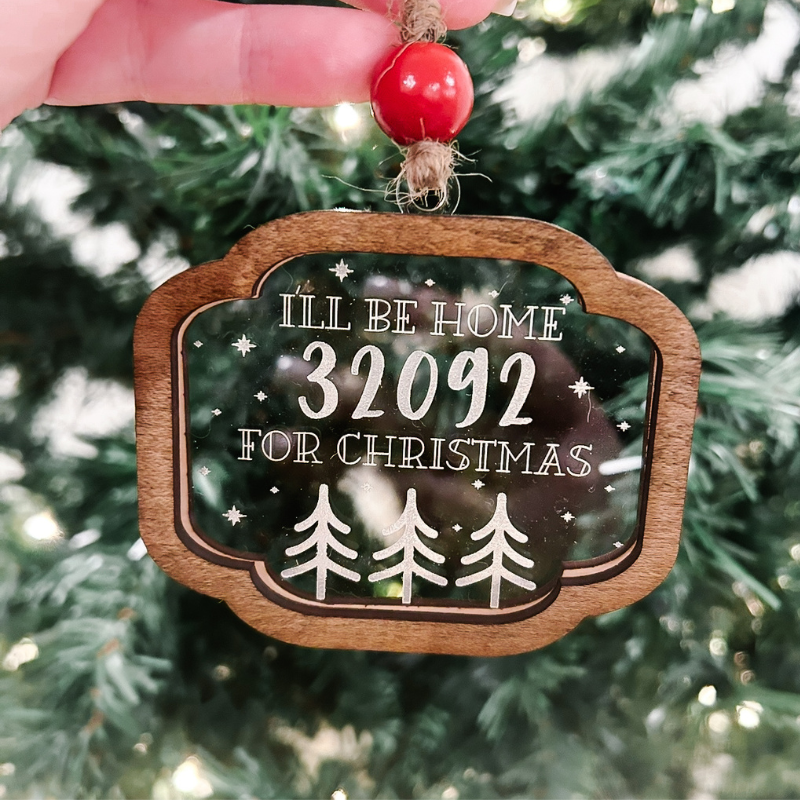 I'LL BE HOME
32092
FOR CHRISTMAS